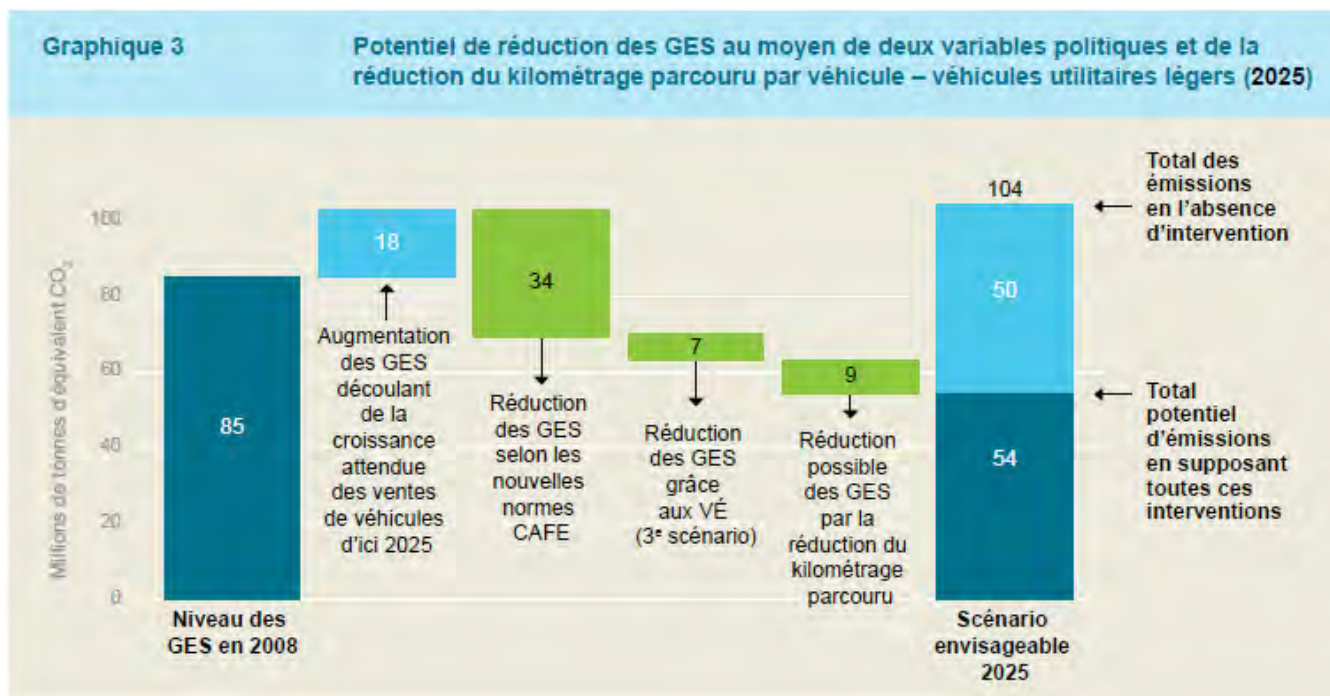 Graphique 3
Potentiel de réduction des GES au moyen de deux variables politiques et de la
réduction du kilométrage parcouru par véhicule – véhicules utilitaires légers (2025)
Millions de tonnes d'équivalent CO2
100
80
60
40
20
0
85
Niveau des
GES en 2008
18
Augmentation
des GES
découlant
de la
croissance
attendue
des ventes
de véhicules
d'ici 2025
34
Réduction
des GES
selon les
nouvelles
normes
CAFE
7
Réduction
des GES
grâce
aux VÉ
(3e scénario)
9
Réduction
possible
des GES
par la
réduction du
kilométrage
parcouru
104
50
54
Scénario
envisageable
2025
Total des
émissions
en l'absence
d'intervention
Total
potentiel
d'émissions
en supposant
toutes ces
interventions